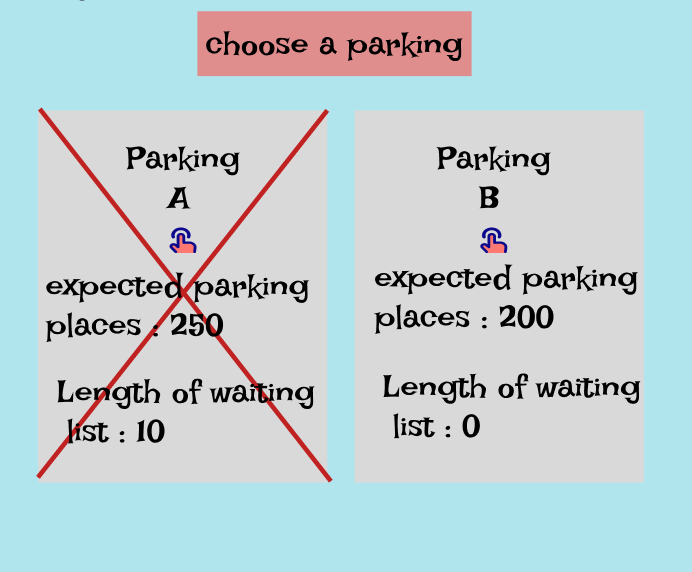 choose a parking
Parking
A
expected parking
places : 250
Length of waiting
list : 10
Parking
B
expected parking
places : 200
Length of waiting
list : 0